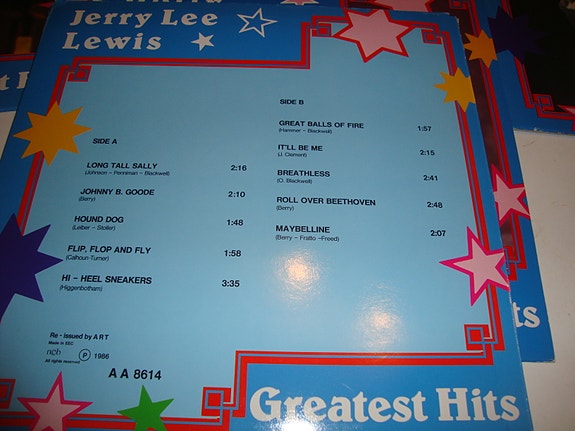 Jerry Lee
Lewis
SIDE A
LONG TALL SALLY 2:16
(Johnson - Penniman - Blackwell)
JOHNNY B. GOODE 2:10
(Berry)
HOUND DOG 1:48
(Leiber - Stoller)
FLIP, FLOP AND FLY 1:58
(Calhoun-Turner)
HI - HEEL SNEAKERS 3:35
(Higgenbotham)
SIDE B
GREAT BALLS OF FIRE 1:57
(Hammer - Blackwell)
IT'LL BE ME 2:15
(J. Clement)
BREATHLESS 2:41
(O. Blackwell)
ROLL OVER BEETHOVEN 2:48
(Berry)
MAYBELLINE 2:07
(Berry - Fratto -Freed)
Re - issued by A R T
Made in EEC
ncb P 1986
All rights reserved
A A 8614
Greatest Hits
ts